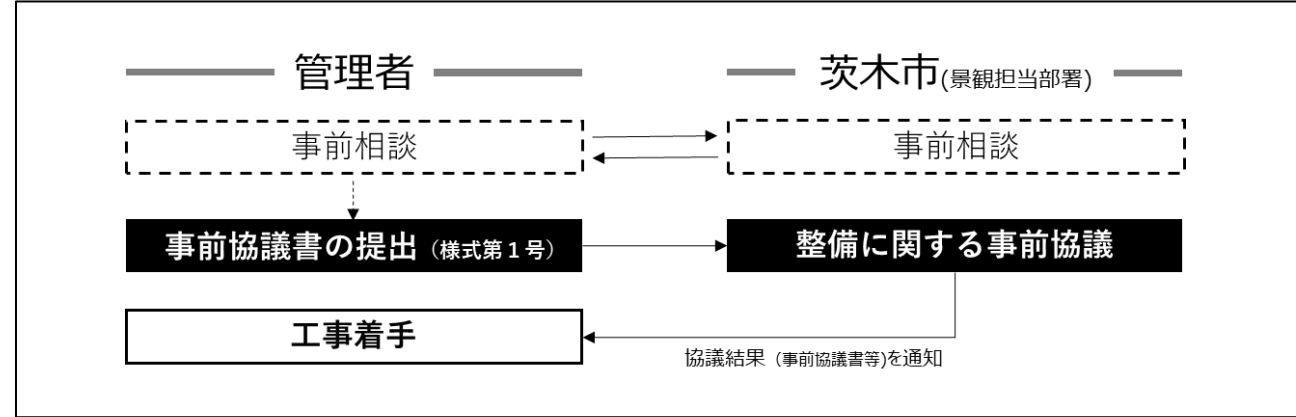 管理者
茨木市(景観担当部署)
事前相談
事前相談
事前協議書の提出（様式第１号）
整備に関する事前協議
工事着手
協議結果（事前協議書等)を通知